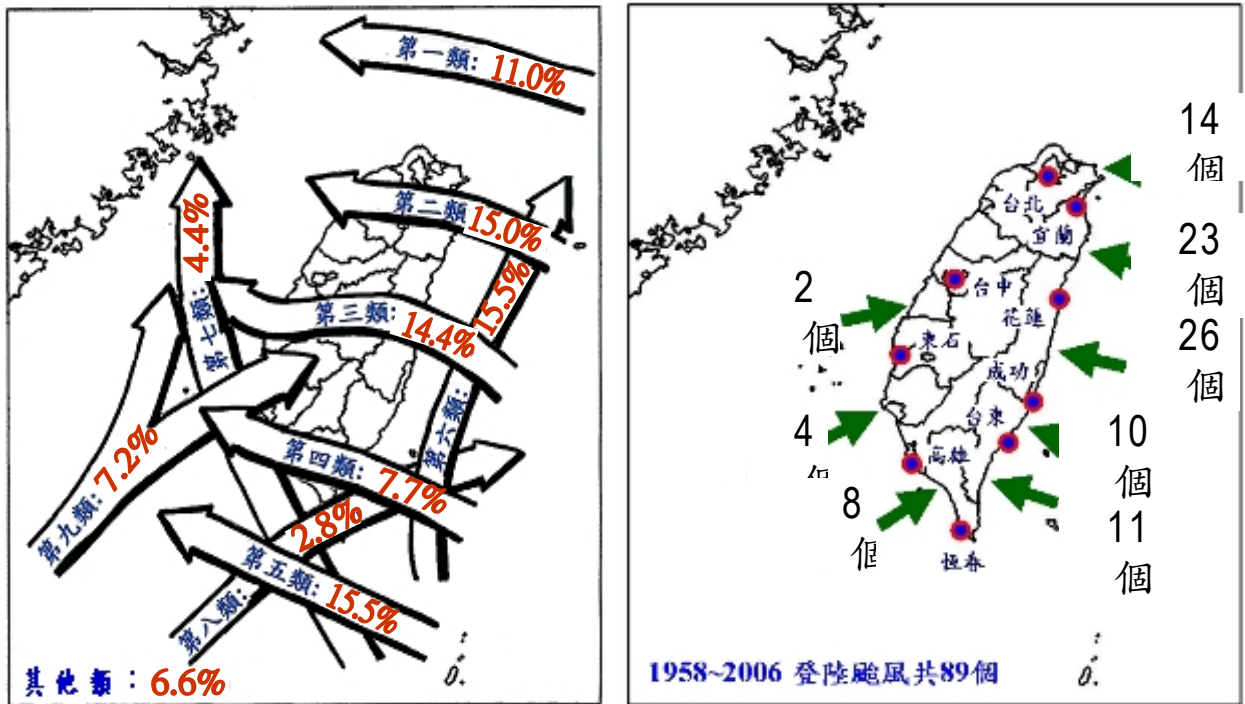 第一類: 11.0%
第二類 15.0%
15.5%
4.4%
第七類:
第三類: 14.4%
第六類:
第四類: 7.7%
7.2%
第九類:
2.8%
第五類: 15.5%
第八類:
其他類：6.6%
14
個
台北
宜蘭
23
個
2
個
台中
花蓮
26
個
東石
成功
4
台東
10
個
高雄
8
個
11
個
恆春
1958~2006 登陸颱風共89個